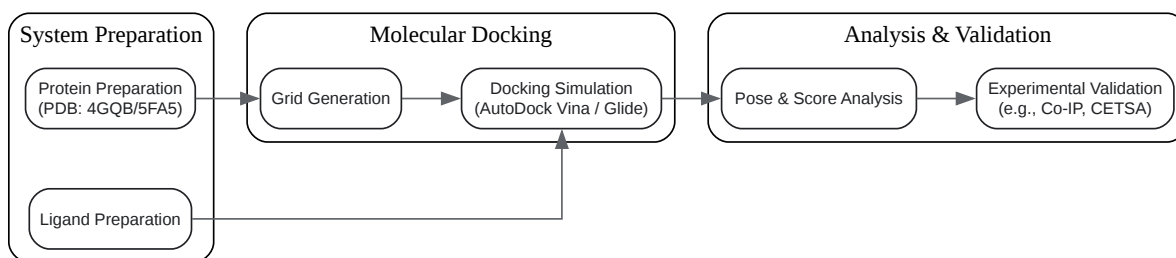 System Preparation
Protein Preparation
(PDB: 4GQB/5FA5)
Ligand Preparation
Molecular Docking
Grid Generation
Docking Simulation
(AutoDock Vina / Glide)
Analysis & Validation
Pose & Score Analysis
Experimental Validation
(e.g., Co-IP, CETSA)